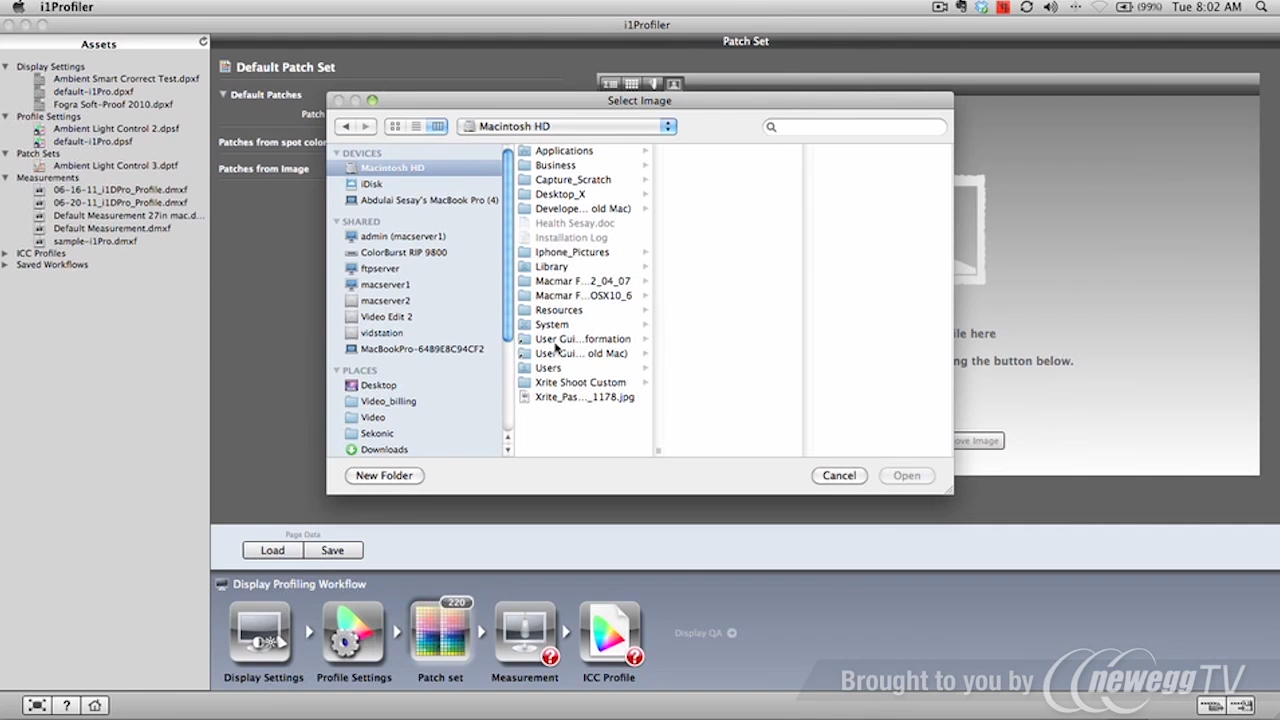 i1Profiler
(99%) Tue 8:02 AM
i1Profiler
Assets
Patch Set
Display Settings
Ambient Smart Crorrect Test.dpxf
default-i1Pro.dpxf
Fogra Soft-Proof 2010.dpxf
Profile Settings
Ambient Light Control 2.dpsf
default-i1Pro.dpsf
Patch Sets
Ambient Light Control 3.dptf
Measurements
06-16-11_i1DPro_Profile.dmxf
06-20-11_i1DPro_Profile.dmxf
Default Measurement 27in mac.d...
Default Measurement.dmxf
sample-i1Pro.dmxf
ICC Profiles
Saved Workflows
Default Patch Set
Default Patches
Patch
Patches from spot color
Patches from Image
Select Image
Macintosh HD
DEVICES
Macintosh HD
iDisk
Abdulai Sesay's MacBook Pro (4)
SHARED
admin (macserver1)
ColorBurst RIP 9800
ftpserver
macserver1
macserver2
Video Edit 2
vidstation
MacBookPro-64B9E8C94CF2
PLACES
Desktop
Video_billing
Video
Sekonic
Downloads
Applications
Business
Capture_Scratch
Desktop_X
Develope... old Mac)
Health Sesay.doc
Installation Log
Iphone_Pictures
Library
Macmar F...2_04_07
Macmar F...OSX10_6
Resources
System
User Gui...formation
User Gui... old Mac)
Users
Xrite Shoot Custom
Xrite_Pas..._1178.jpg
New Folder
Cancel
Open
ile here
ng the button below.
ove Image
Page Data
Load
Save
Display Profiling Workflow
220
Display QA
Display Settings
Profile Settings
Patch set
Measurement
ICC Profile
?
Brought to you by neweggTV